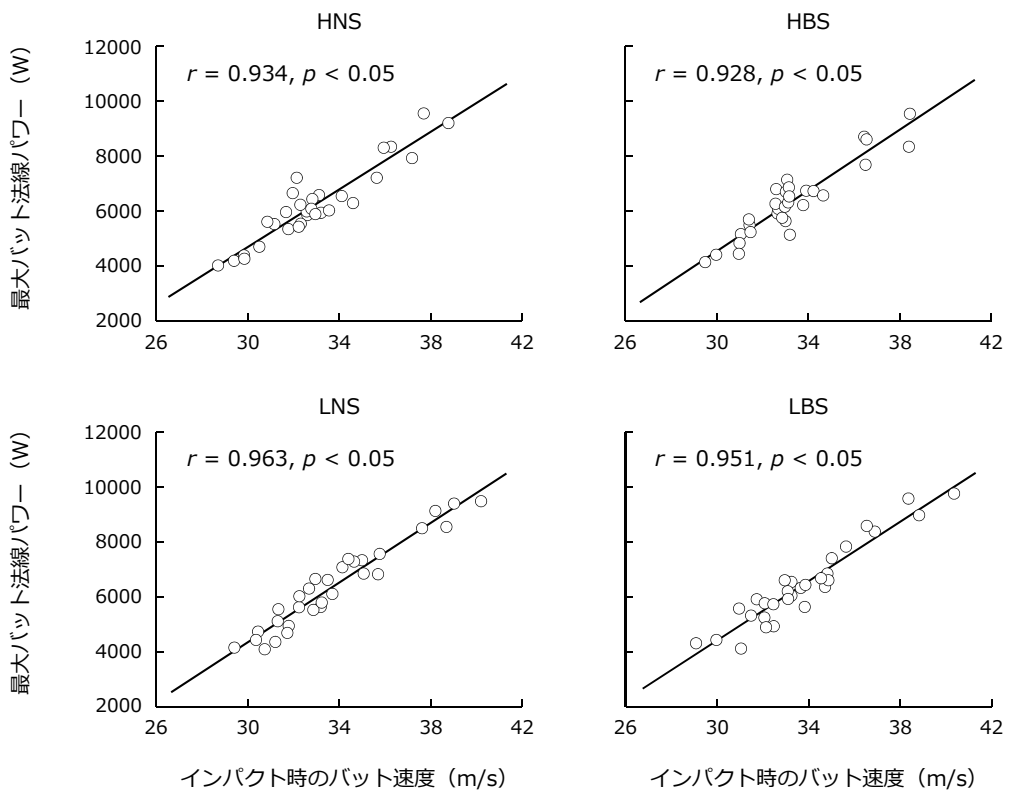 HNS
HBS
最大バット法線パワー（W）
12000
10000
8000
6000
4000
2000
r = 0.934, p < 0.05
r = 0.928, p < 0.05
26 30 34 38 42
26 30 34 38 42
LNS
LBS
最大バット法線パワー（W）
12000
10000
8000
6000
4000
2000
r = 0.963, p < 0.05
r = 0.951, p < 0.05
26 30 34 38 42
26 30 34 38 42
インパクト時のバット速度（m/s）
インパクト時のバット速度（m/s）